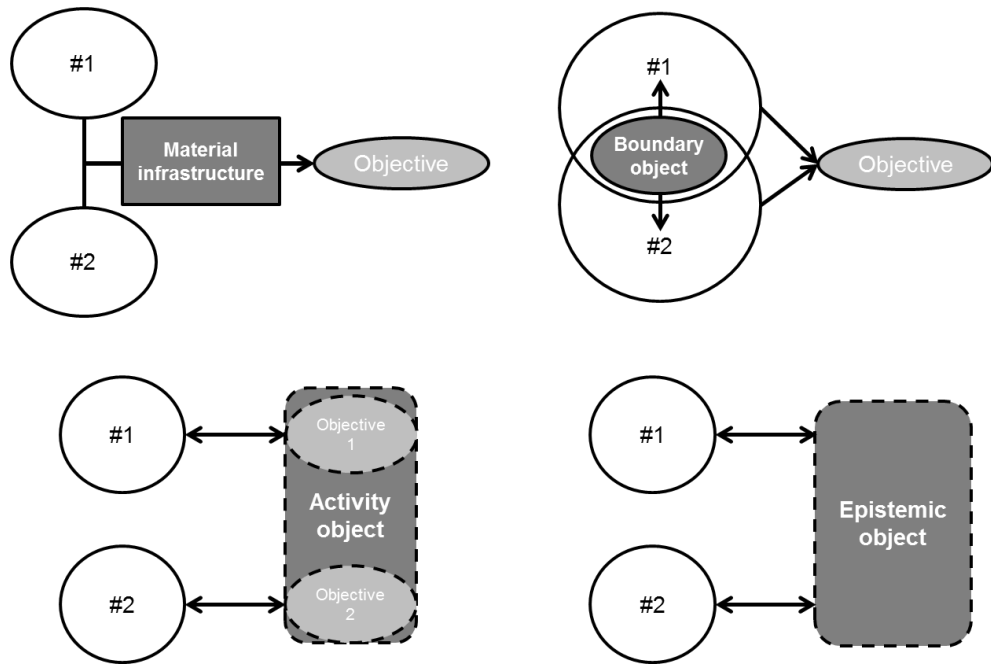 #1
Material
infrastructure
Objective
#2
#1
Boundary
object
Objective
#2
#1
Objective
1
Activity
object
#2
Objective
2
#1
Epistemic
object
#2